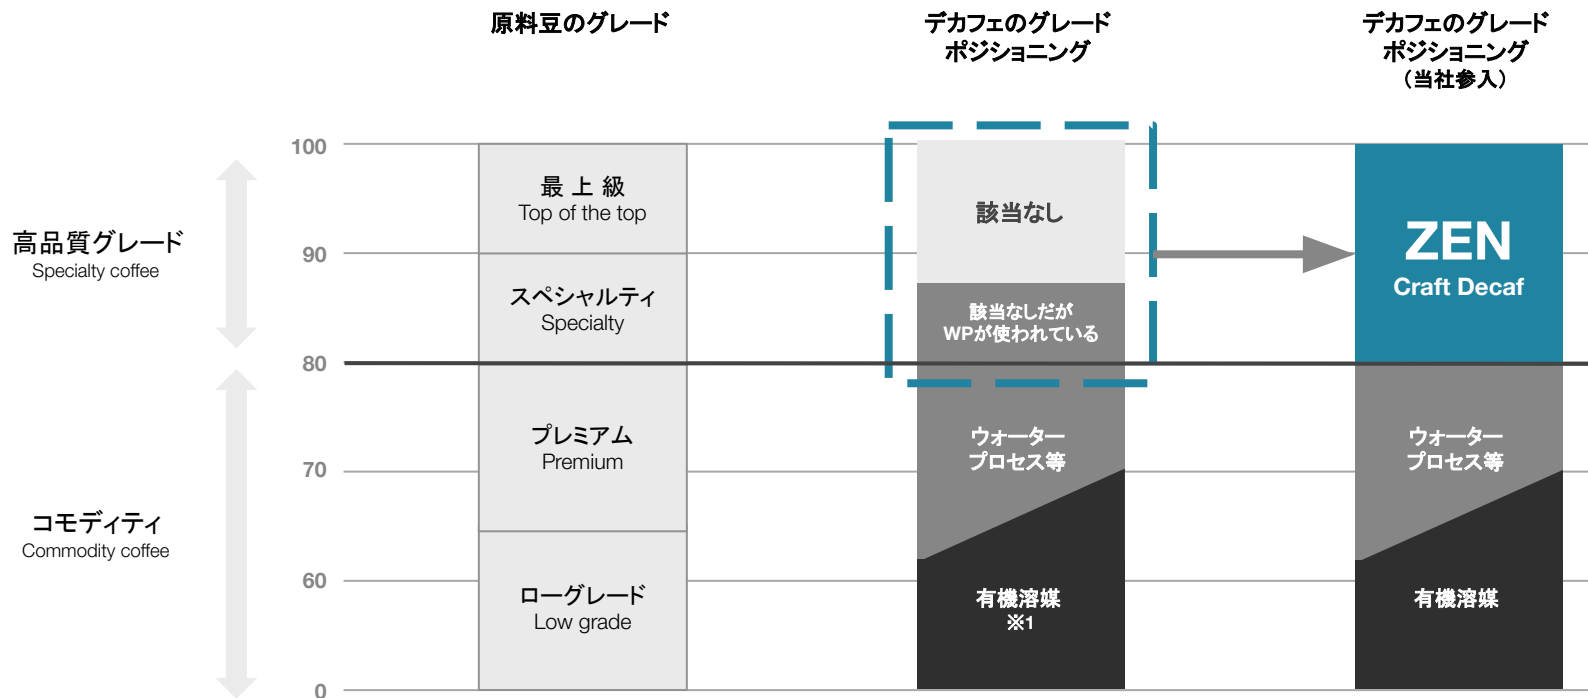 原料豆のグレード
デカフェのグレード
ポジショニング
デカフェのグレード
ポジショニング
（当社参入）
高品質グレード
Specialty coffee
コモディティ
Commodity coffee
100
90
80
70
60
0
最 上 級
Top of the top
スペシャルティ
Specialty
プレミアム
Premium
ローグレード
Low grade
該当なし
該当なしだが
WPが使われている
ウォーター
プロセス等
有機溶媒
※1
ZEN
Craft Decaf
ウォーター
プロセス等
有機溶媒